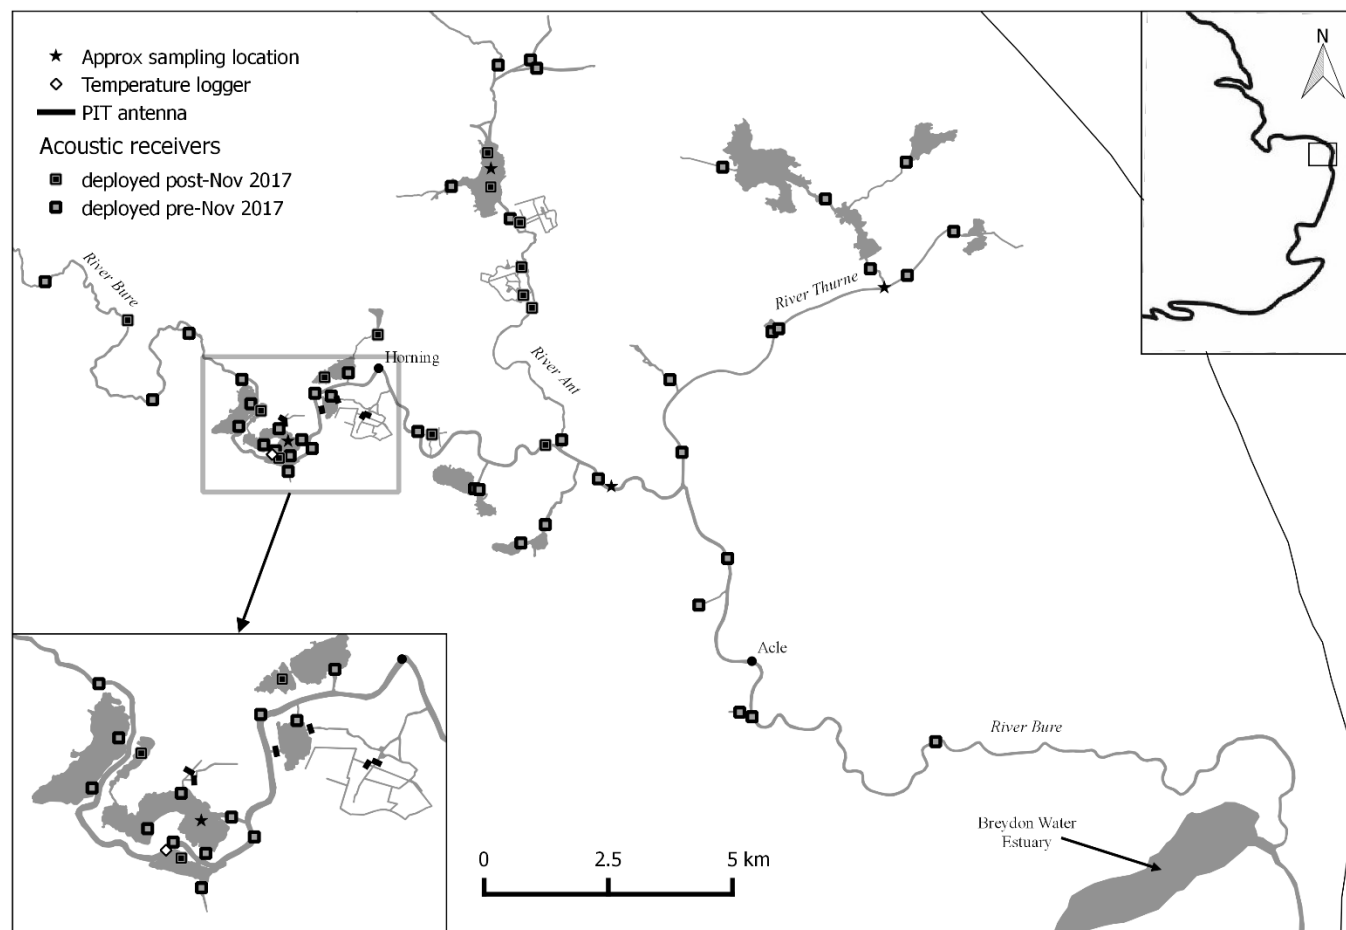 Approx sampling location
Temperature logger
PIT antenna
Acoustic receivers
deployed post-Nov 2017
deployed pre-Nov 2017
N
River Bure
River Thurne
Horning
River Ant
Acle
River Bure
Breydon Water
Estuary
0 2.5 5 km